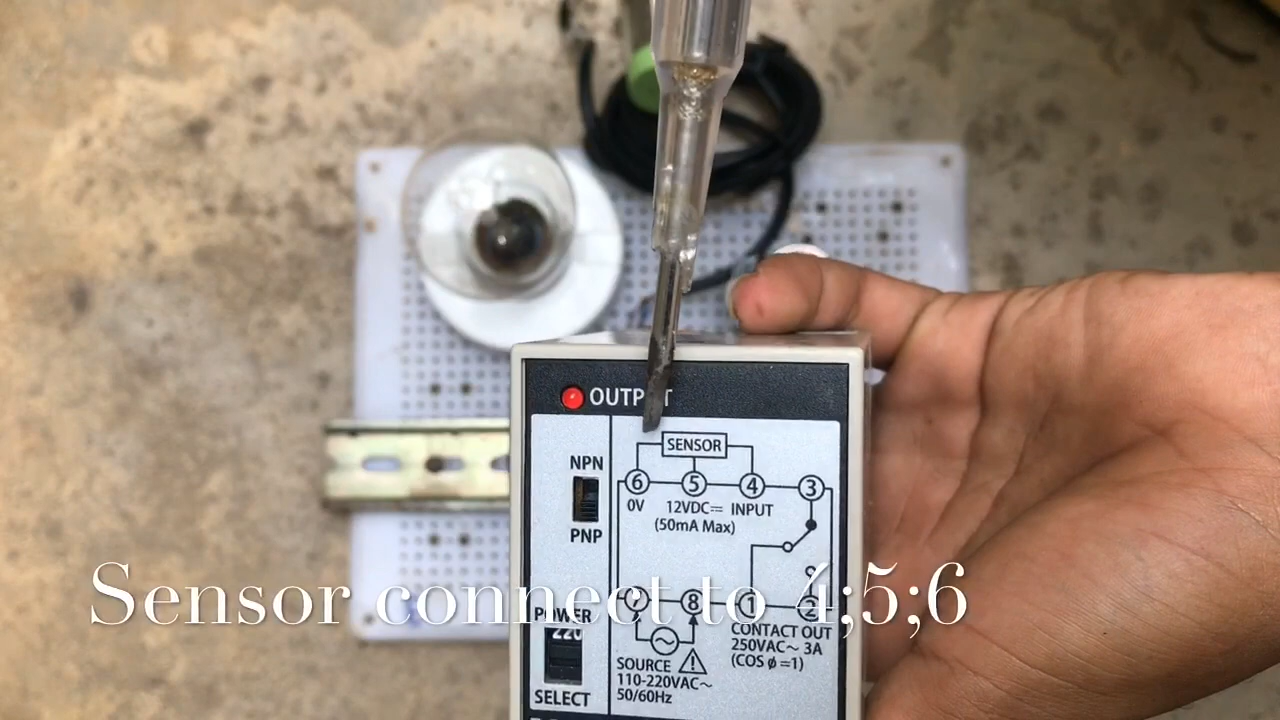 OUTPUT
SENSOR
NPN
6 5 4 3
0V 12VDC⎓ INPUT
(50mA Max)
PNP
Sensor connect to 4;5;6
7 8 1 2
POWER
220
CONTACT OUT
250VAC~ 3A
(COS ø =1)
SOURCE
110-220VAC~
50/60Hz
SELECT